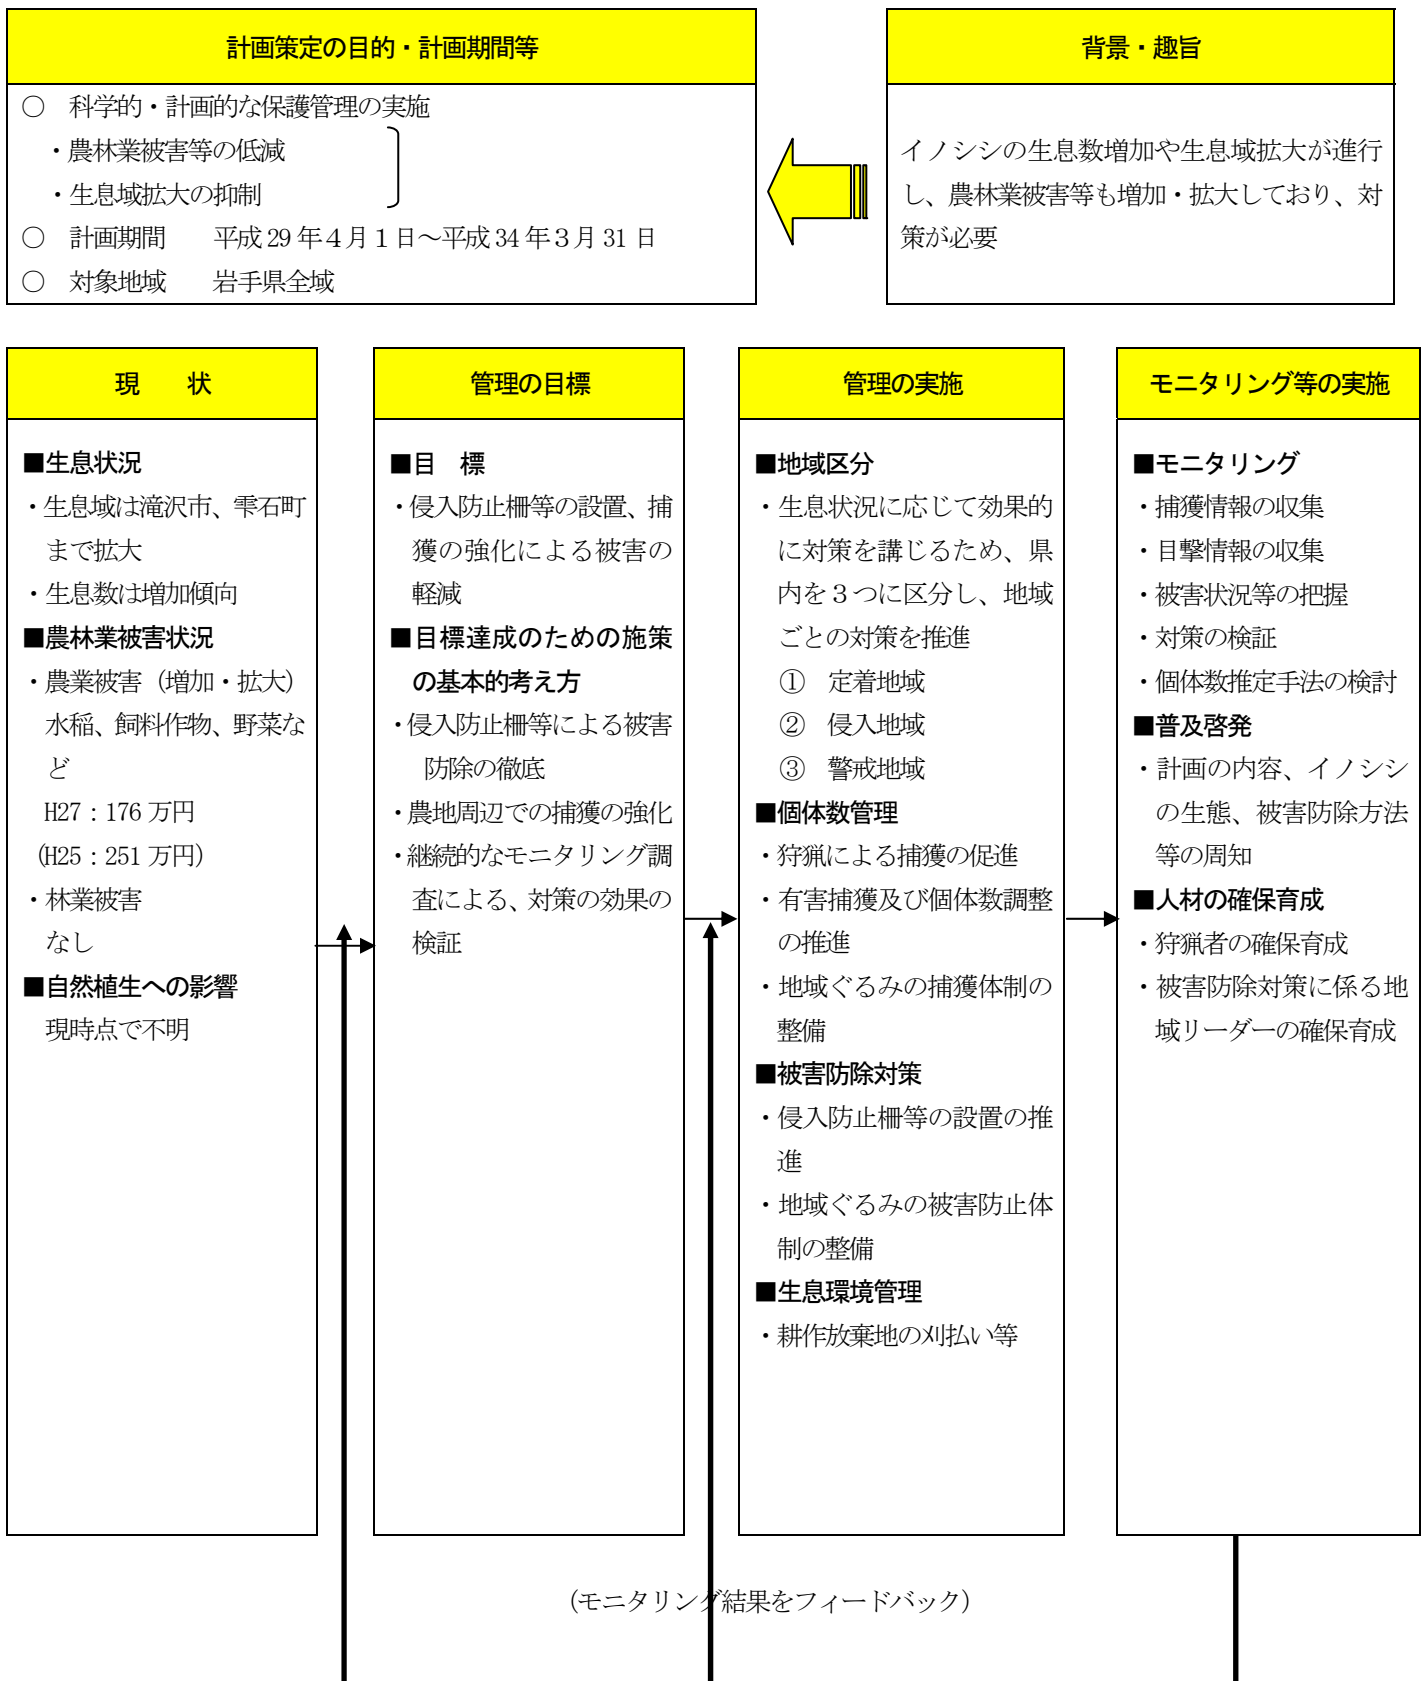 計画策定の目的・計画期間等
○　科学的・計画的な保護管理の実施
・農林業被害等の低減
・生息域拡大の抑制
○　計画期間　　平成 29 年４月１日～平成 34 年３月 31 日
○　対象地域　　岩手県全域
背景・趣旨
イノシシの生息数増加や生息域拡大が進行
し、農林業被害等も増加・拡大しており、対
策が必要
現　　状
■生息状況
・生息域は滝沢市、雫石町
まで拡大
・生息数は増加傾向
■農林業被害状況
・農業被害（増加・拡大）
水稲、飼料作物、野菜な
ど
H27：176 万円
(H25：251 万円)
・林業被害
なし
■自然植生への影響
現時点で不明
管理の目標
■目　標
・侵入防止柵等の設置、捕
獲の強化による被害の
軽減
■目標達成のための施策
の基本的考え方
・侵入防止柵等による被害
防除の徹底
・農地周辺での捕獲の強化
・継続的なモニタリング調
査による、対策の効果の
検証
管理の実施
■地域区分
・生息状況に応じて効果的
に対策を講じるため、県
内を３つに区分し、地域
ごとの対策を推進
①　定着地域
②　侵入地域
③　警戒地域
■個体数管理
・狩猟による捕獲の促進
・有害捕獲及び個体数調整
の推進
・地域ぐるみの捕獲体制の
整備
■被害防除対策
・侵入防止柵等の設置の推
進
・地域ぐるみの被害防止体
制の整備
■生息環境管理
・耕作放棄地の刈払い等
モニタリング等の実施
■モニタリング
・捕獲情報の収集
・目撃情報の収集
・被害状況等の把握
・対策の検証
・個体数推定手法の検討
■普及啓発
・計画の内容、イノシシ
の生態、被害防除方法
等の周知
■人材の確保育成
・狩猟者の確保育成
・被害防除対策に係る地
域リーダーの確保育成
（モニタリング結果をフィードバック）